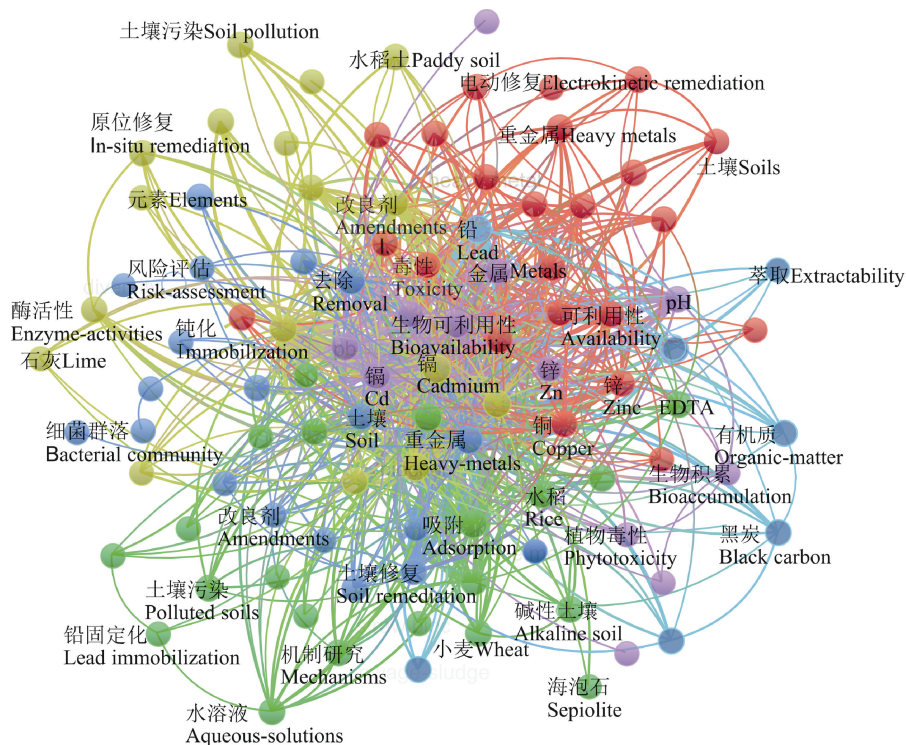 土壤污染Soil pollution
水稻土Paddy soil
电动修复Electrokinetic remediation
原位修复
In-situ remediation
重金属Heavy metals
土壤Soils
元素Elements
改良剂
Amendments
L
铅
Lead
风险评估
Risk-assessment
去除
Removal
毒性
Toxicity
金属Metals
萃取Extractability
pH
酶活性
Enzyme-activities
钝化
Immobilization
生物可利用性
Bioavailability
可利用性
Availability
石灰Lime
镉
Cd
镉
Cadmium
锌
Zn
锌
Zinc
EDTA
细菌群落
Bacterial community
土壤
Soil
重金属
Heavy-metals
铜
Copper
有机质
Organic-matter
生物积累
Bioaccumulation
改良剂
Amendments
吸附
Adsorption
水稻
Rice
植物毒性
Phytotoxicity
黑炭
Black carbon
土壤污染
Polluted soils
土壤修复
Soil remediation
碱性土壤
Alkaline soil
铅固定化
Lead immobilization
机制研究
Mechanisms
小麦Wheat
海泡石
Sepiolite
水溶液
Aqueous-solutions